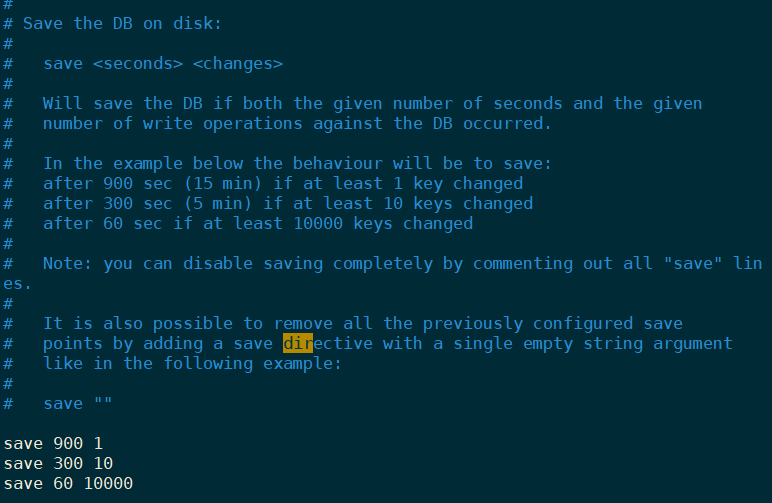 #
# Save the DB on disk:
#
#   save <seconds> <changes>
#
#   Will save the DB if both the given number of seconds and the given
#   number of write operations against the DB occurred.
#
#   In the example below the behaviour will be to save:
#   after 900 sec (15 min) if at least 1 key changed
#   after 300 sec (5 min) if at least 10 keys changed
#   after 60 sec if at least 10000 keys changed
#
#   Note: you can disable saving completely by commenting out all "save" lin
es.
#
#   It is also possible to remove all the previously configured save
#   points by adding a save directive with a single empty string argument
#   like in the following example:
#
#   save ""

save 900 1
save 300 10
save 60 10000